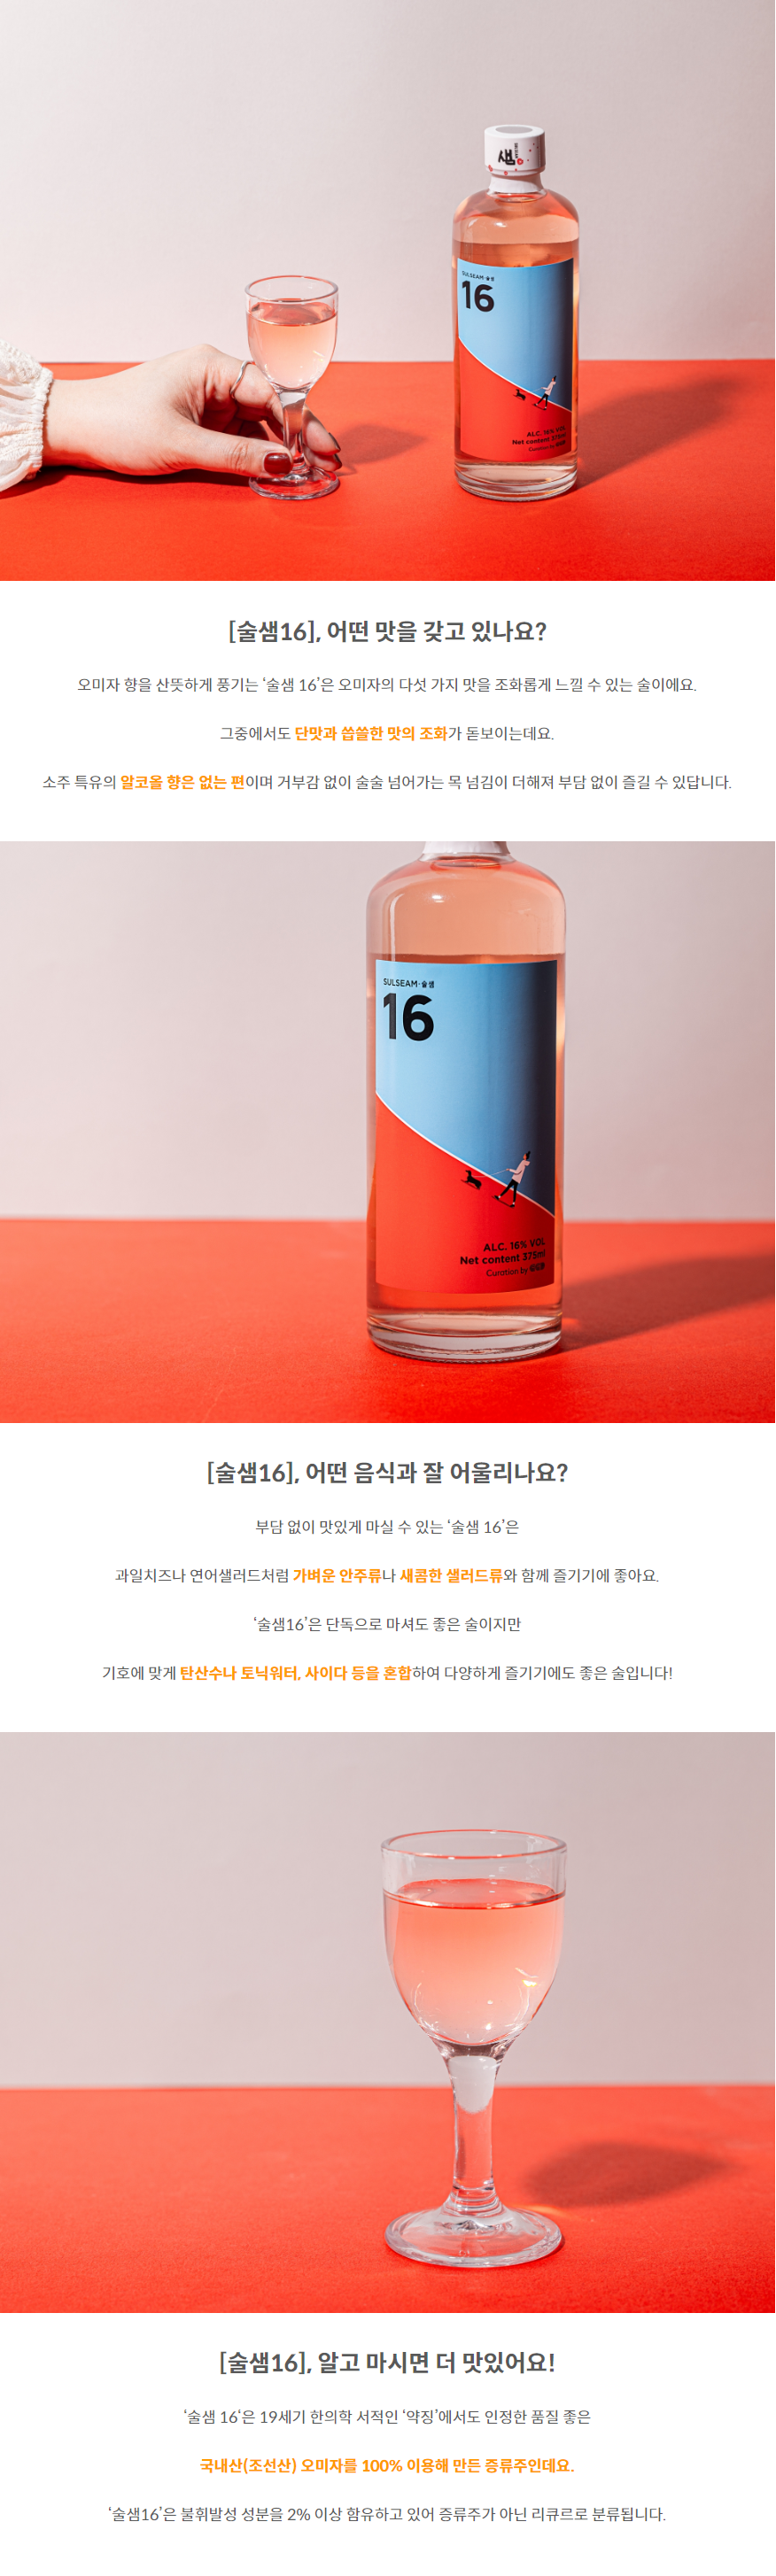 샘
SULSEAM·술샘
16
ALC. 16% VOL
Net content 375ml
Curation by
[술샘16], 어떤 맛을 갖고 있나요?
오미자 향을 산뜻하게 풍기는 ‘술샘 16’은 오미자의 다섯 가지 맛을 조화롭게 느낄 수 있는 술이에요.
그중에서도 단맛과 씁쓸한 맛의 조화가 돋보이는데요.
소주 특유의 알코올 향은 없는 편이며 거부감 없이 술술 넘어가는 목 넘김이 더해져 부담 없이 즐길 수 있답니다.
SULSEAM·술샘
16
ALC. 16% VOL
Net content 375ml
Curation by
[술샘16], 어떤 음식과 잘 어울리나요?
부담 없이 맛있게 마실 수 있는 ‘술샘 16’은
과일치즈나 연어샐러드처럼 가벼운 안주류나 새콤한 샐러드류와 함께 즐기기에 좋아요.
‘술샘16’은 단독으로 마셔도 좋은 술이지만
기호에 맞게 탄산수나 토닉워터, 사이다 등을 혼합하여 다양하게 즐기기에도 좋은 술입니다!
[술샘16], 알고 마시면 더 맛있어요!
‘술샘 16‘은 19세기 한의학 서적인 ‘약징’에서도 인정한 품질 좋은
국내산(조선산) 오미자를 100% 이용해 만든 증류주인데요.
‘술샘16’은 불휘발성 성분을 2% 이상 함유하고 있어 증류주가 아닌 리큐르로 분류됩니다.